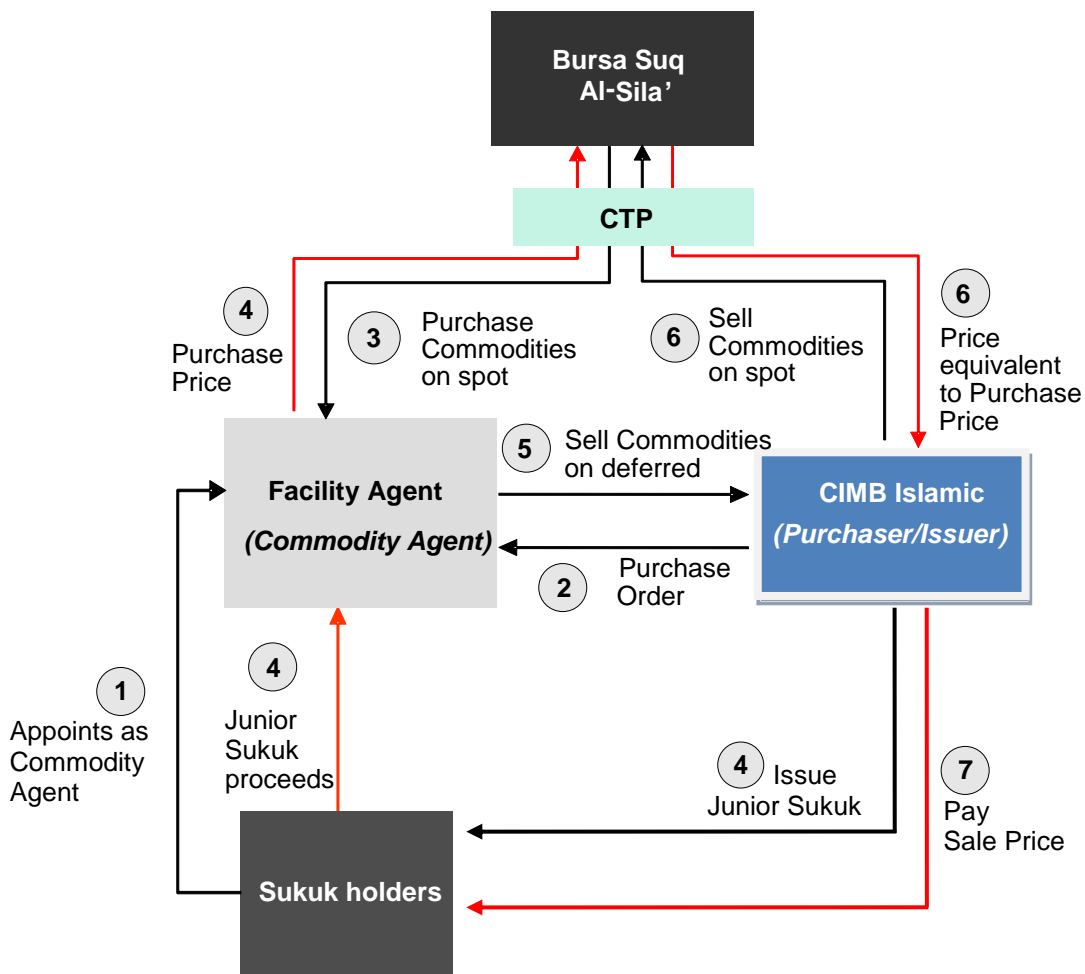 Bursa Suq
Al-Sila’
CTP
4
Purchase
Price
3
Purchase
Commodities
on spot
6
Sell
Commodities
on spot
6
Price
equivalent
to Purchase
Price
Facility Agent
(Commodity Agent)
5
Sell Commodities
on deferred
CIMB Islamic
(Purchaser/Issuer)
2
Purchase
Order
1
Appoints as
Commodity
Agent
4
Junior
Sukuk
proceeds
4
Issue
Junior Sukuk
7
Pay
Sale Price
Sukuk holders